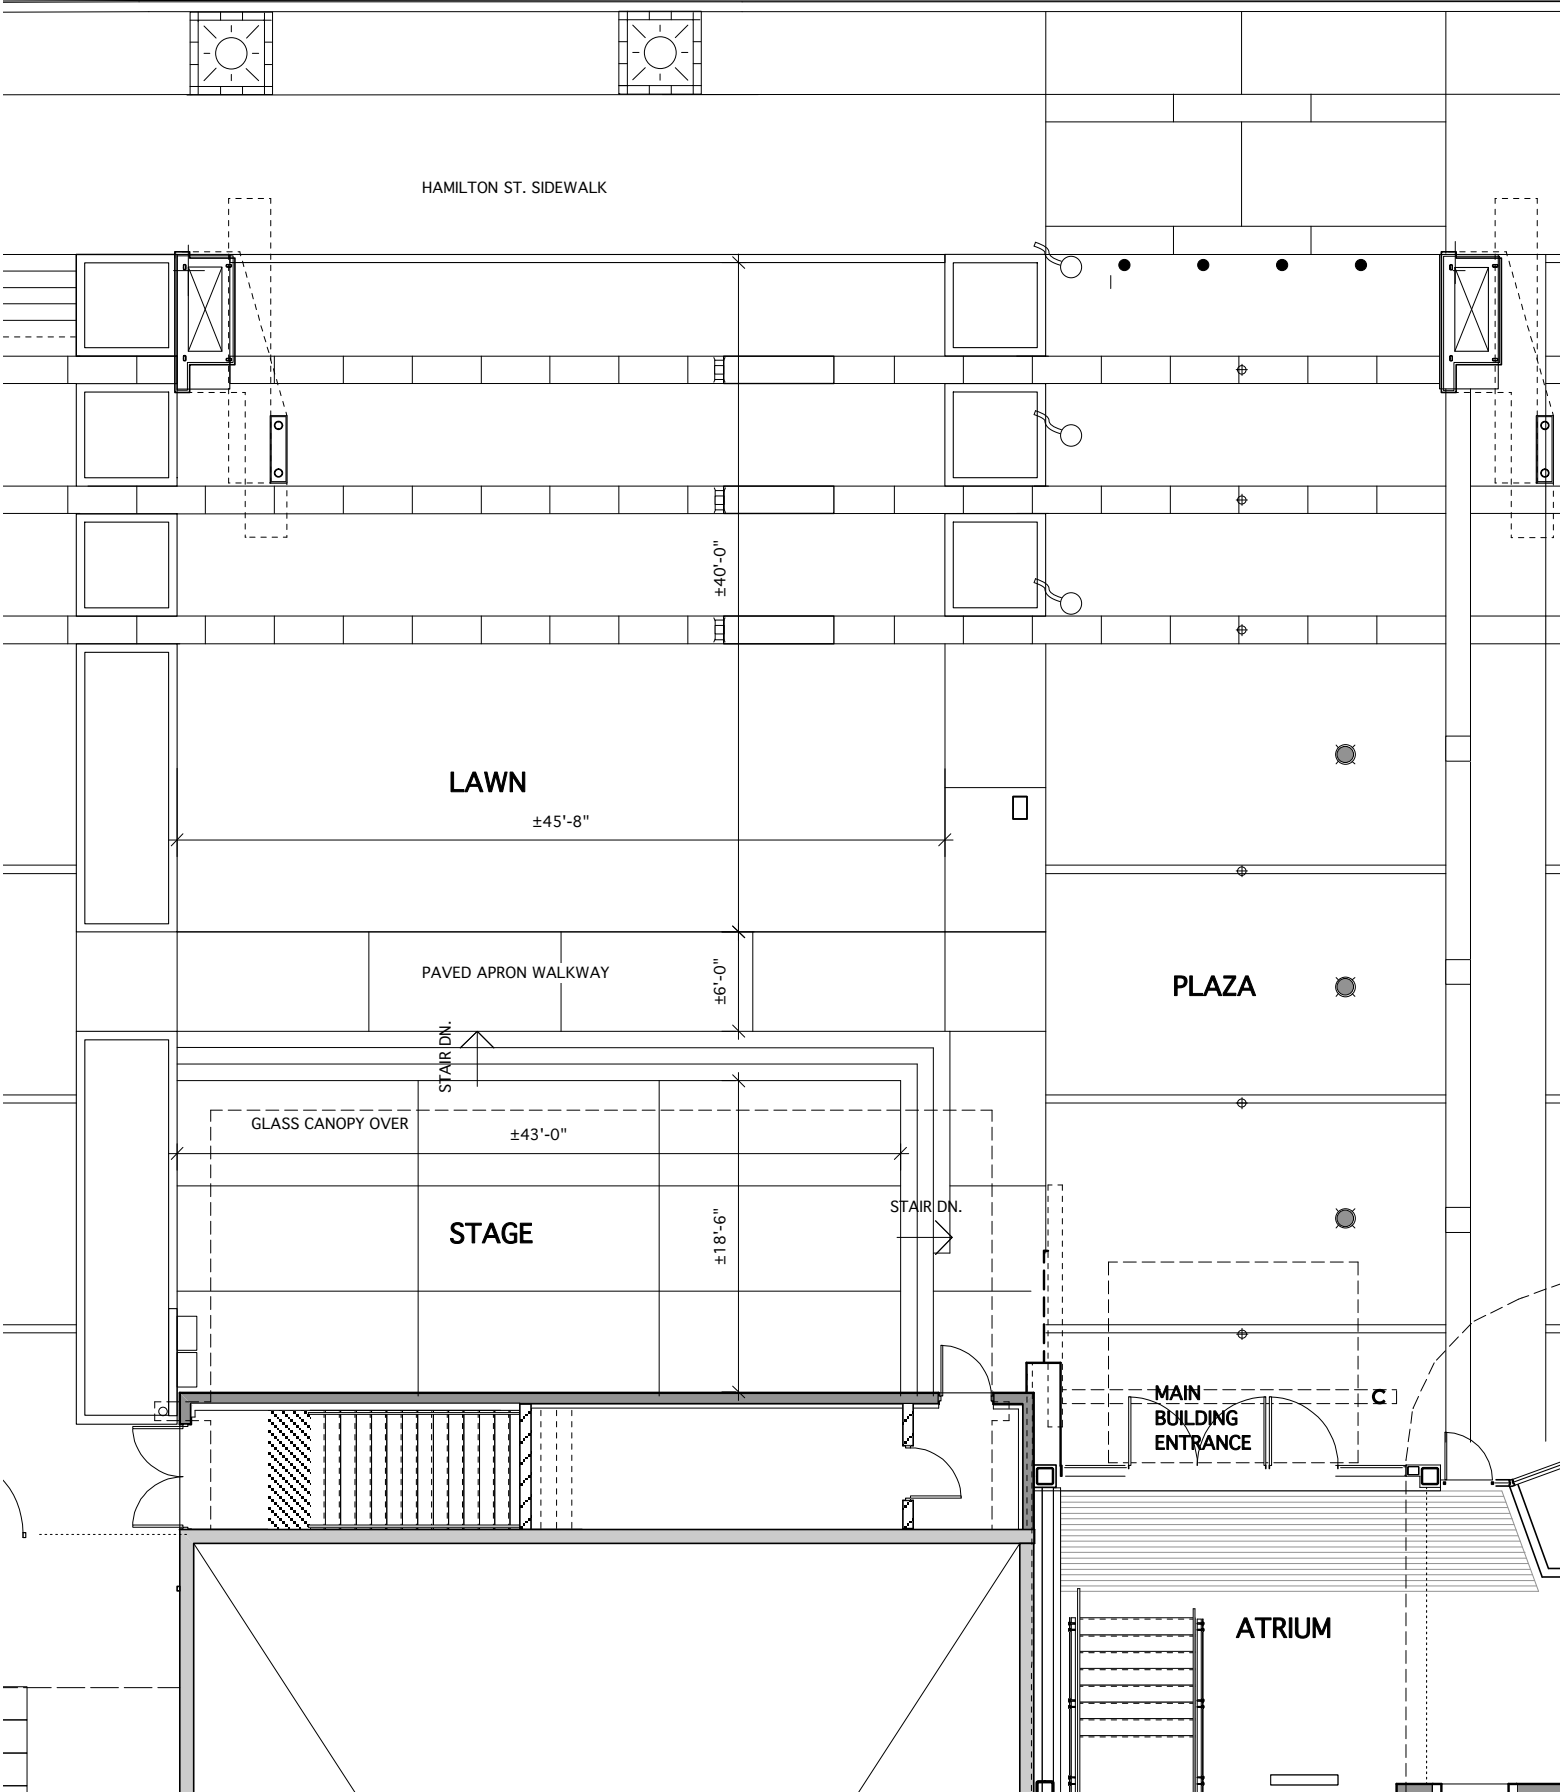 HAMILTON ST. SIDEWALK
±40'-0"
LAWN
±45'-8"
PAVED APRON WALKWAY
±6'-0"
PLAZA
STAIR DN.
GLASS CANOPY OVER
±43'-0"
STAIR DN.
STAGE
±18'-6"
MAIN
BUILDING
ENTRANCE
C
ATRIUM